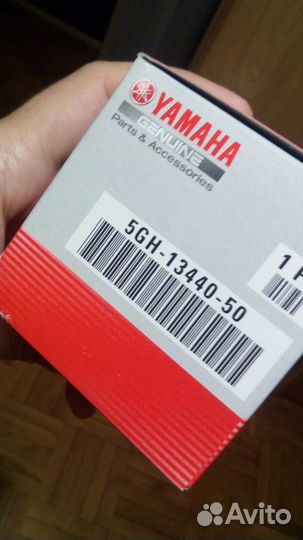 YAMAHA
GENUINE
Parts & Accessories
5GH-13440-50
1 P
Avito